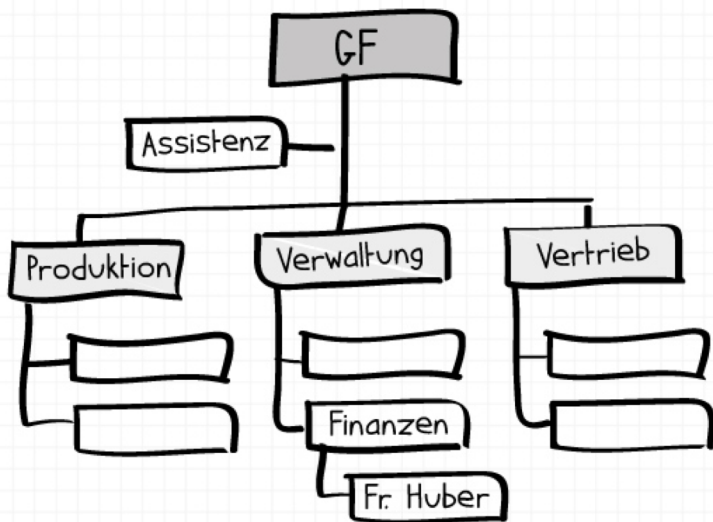 GF
Assistenz
Produktion
Verwaltung
Vertrieb
Finanzen
Fr. Huber